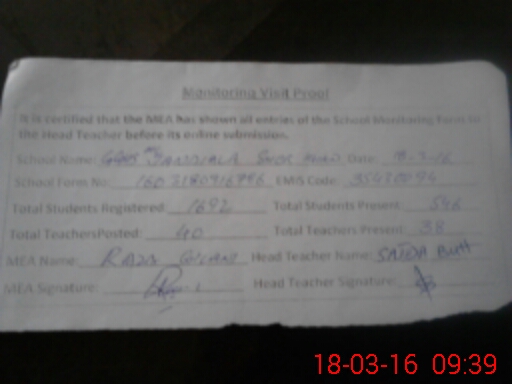 Monitoring Visit Proof
It is certified that the MEA has shown all entries of the School Monitoring Form to
the Head Teacher before its online submission.
School Name: Date: 18-3-16
School Form No: EMIS Code:
Total Students Registered: 1692 Total Students Present: 546
Total TeachersPosted: 40 Total Teachers Present: 38
MEA Name: Head Teacher Name: SAIDA Butt
MEA Signature: Head Teacher Signature:
18-03-16 09:39